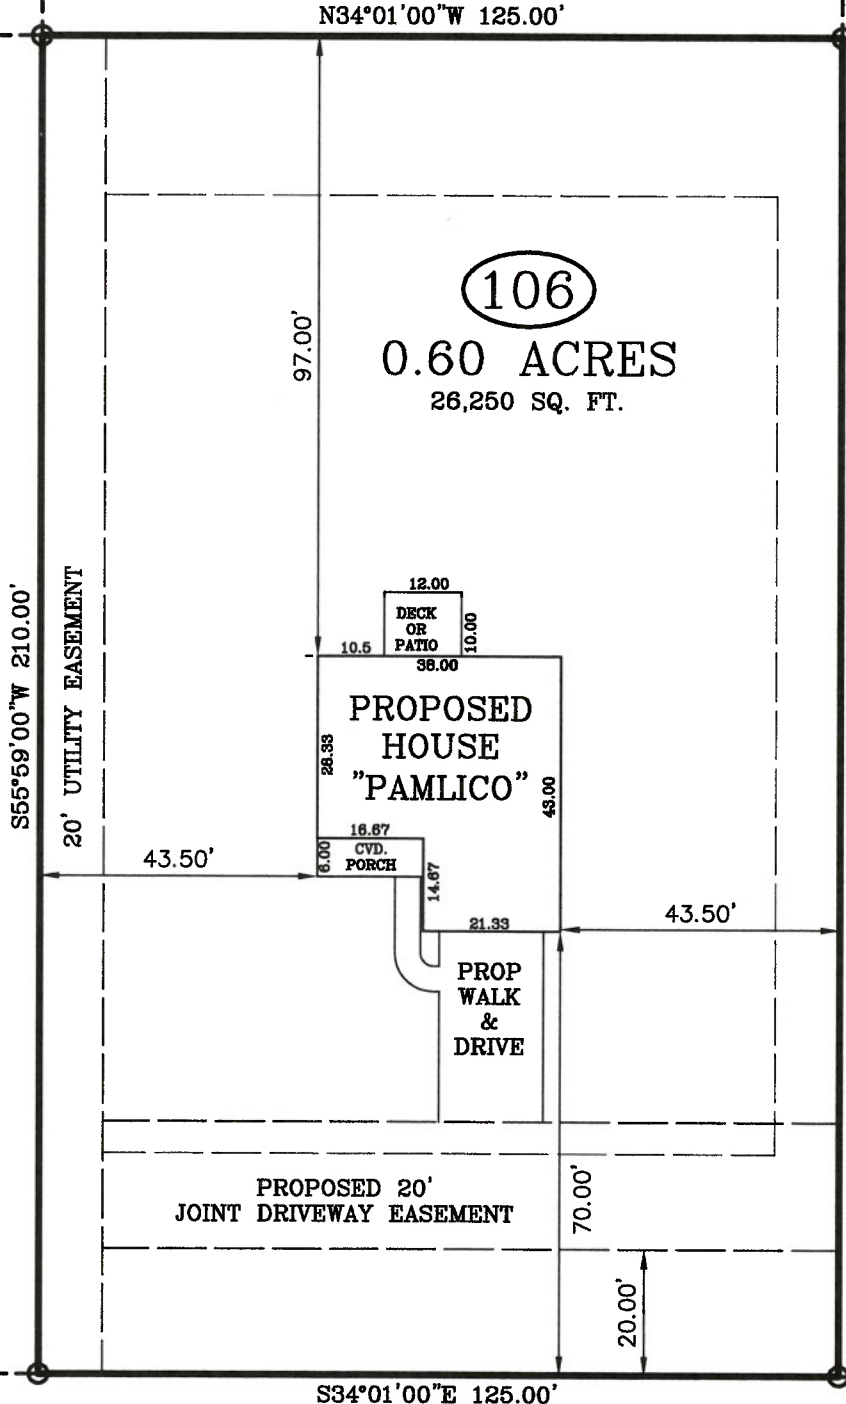 N34°01'00"W 125.00'
106
0.60 ACRES
26,250 SQ. FT.
97.00'
S55°59'00"W 210.00'
20' UTILITY EASEMENT
12.00
DECK
OR
PATIO
10.00
10.5
38.00
PROPOSED
HOUSE
"PAMLICO"
28.33
43.00
16.67
6.00
CVD.
PORCH
14.67
21.33
43.50'
43.50'
PROP
WALK
&
DRIVE
PROPOSED 20'
JOINT DRIVEWAY EASEMENT
70.00'
20.00'
S34°01'00"E 125.00'